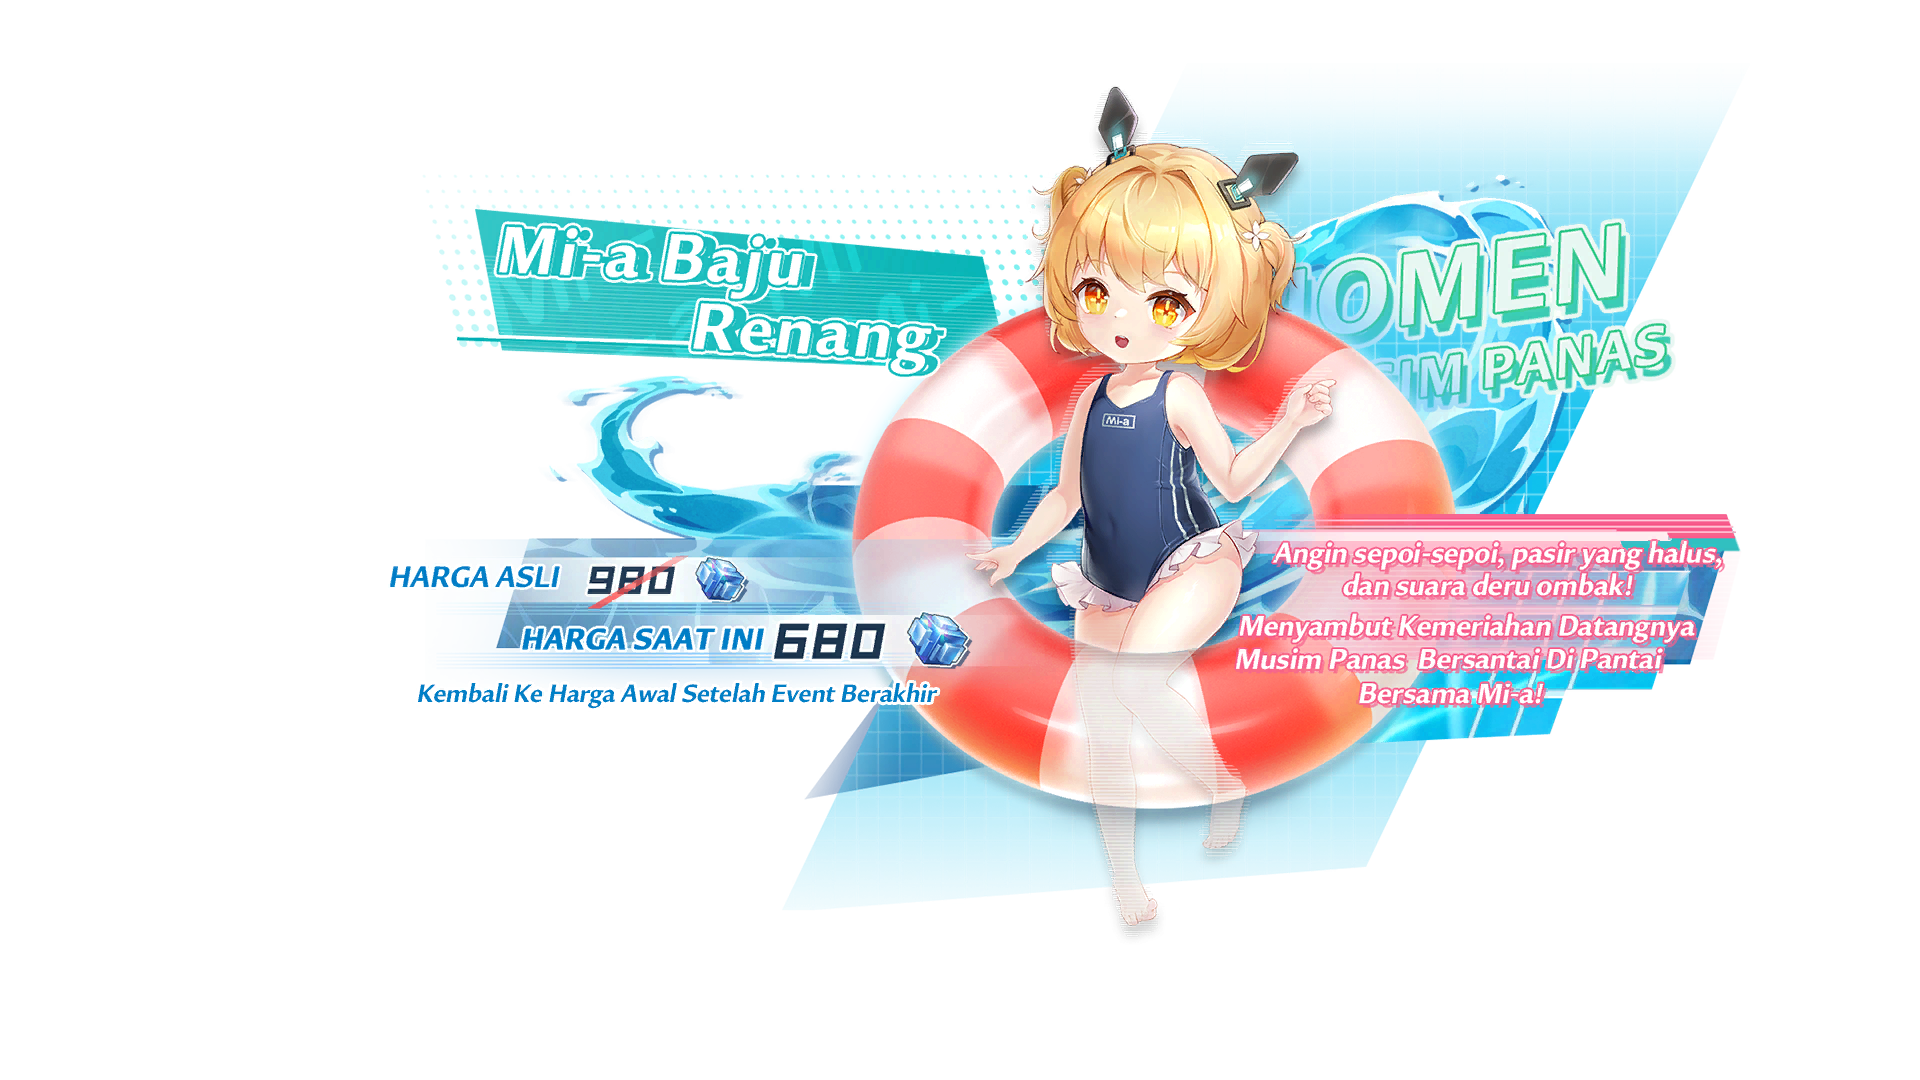 Mi-a Baju
Renang
MOMEN
PANAS
Mi-a
HARGA ASLI 980
HARGA SAAT INI 680
Kembali Ke Harga Awal Setelah Event Berakhir
Angin sepoi-sepoi, pasir yang halus,
dan suara deru ombak!
Menyambut Kemeriahan Datangnya
Musim Panas Bersantai Di Pantai
Bersama Mi-a!